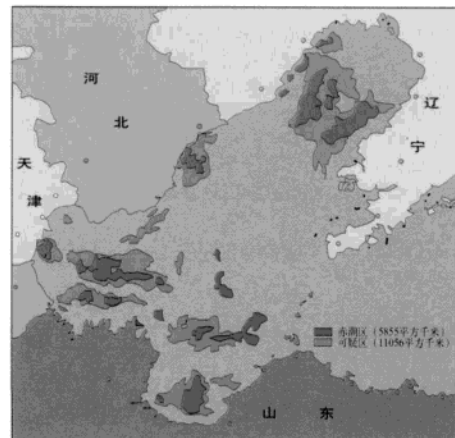 河
北
辽
宁
天
津
赤潮区（5855平方千米）
可疑区（11056平方千米）
山 东